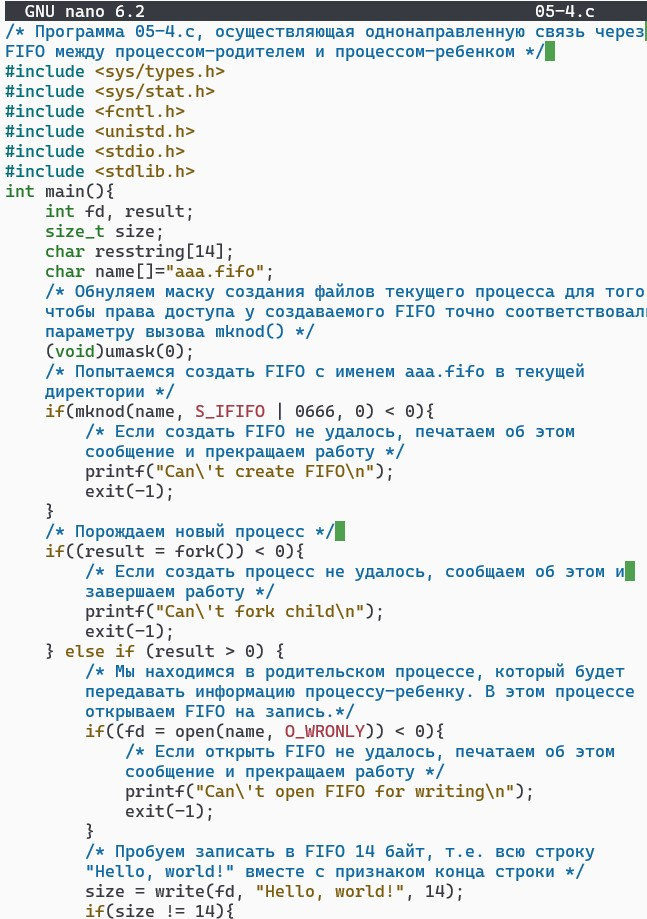 GNU nano 6.2 05-4.c
/* Программа 05-4.c, осуществляющая однонаправленную связь через
FIFO между процессом-родителем и процессом-ребенком */
#include <sys/types.h>
#include <sys/stat.h>
#include <fcntl.h>
#include <unistd.h>
#include <stdio.h>
#include <stdlib.h>
int main(){
    int fd, result;
    size_t size;
    char resstring[14];
    char name[]="aaa.fifo";
    /* Обнуляем маску создания файлов текущего процесса для того
    чтобы права доступа у создаваемого FIFO точно соответствовал
    параметру вызова mknod() */
    (void)umask(0);
    /* Попытаемся создать FIFO с именем aaa.fifo в текущей
    директории */
    if(mknod(name, S_IFIFO | 0666, 0) < 0){
        /* Если создать FIFO не удалось, печатаем об этом
        сообщение и прекращаем работу */
        printf("Can\'t create FIFO\n");
        exit(-1);
    }
    /* Порождаем новый процесс */
    if((result = fork()) < 0){
        /* Если создать процесс не удалось, сообщаем об этом и
        завершаем работу */
        printf("Can\'t fork child\n");
        exit(-1);
    } else if (result > 0) {
        /* Мы находимся в родительском процессе, который будет
        передавать информацию процессу-ребенку. В этом процессе
        открываем FIFO на запись.*/
        if((fd = open(name, O_WRONLY)) < 0){
            /* Если открыть FIFO не удалось, печатаем об этом
            сообщение и прекращаем работу */
            printf("Can\'t open FIFO for writing\n");
            exit(-1);
        }
        /* Пробуем записать в FIFO 14 байт, т.е. всю строку
        "Hello, world!" вместе с признаком конца строки */
        size = write(fd, "Hello, world!", 14);
        if(size != 14){